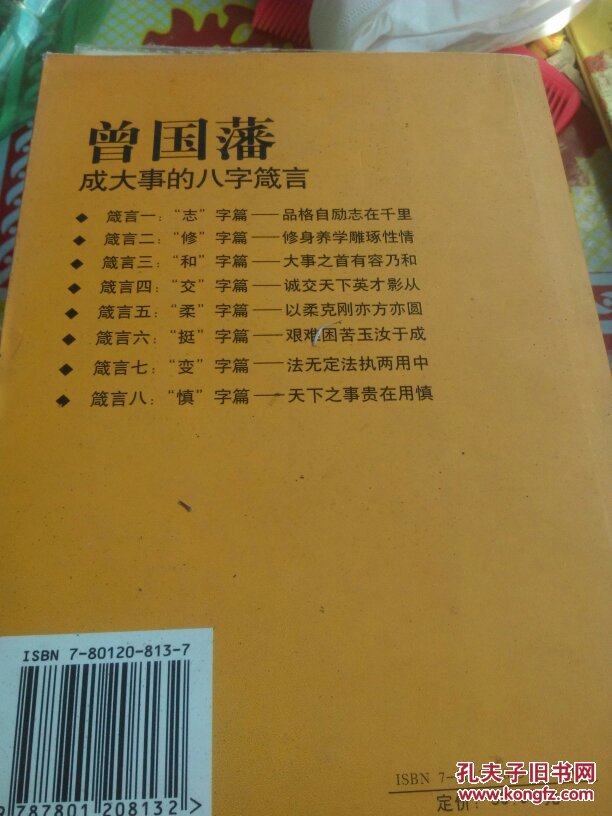 曾国藩
成大事的八字箴言
◆ 箴言一：“志”字篇——品格自励志在千里
◆ 箴言二：“修”字篇——修身养学雕琢性情
◆ 箴言三：“和”字篇——大事之首有容乃和
◆ 箴言四：“交”字篇——诚交天下英才影从
◆ 箴言五：“柔”字篇——以柔克刚亦方亦圆
◆ 箴言六：“挺”字篇——艰难困苦玉汝于成
◆ 箴言七：“变”字篇——法无定法执两用中
◆ 箴言八：“慎”字篇——天下之事贵在用慎
ISBN 7-80120-813-7
9 787801 208132 >
ISBN 7-
定价：
孔夫子旧书网
www.kongfz.com